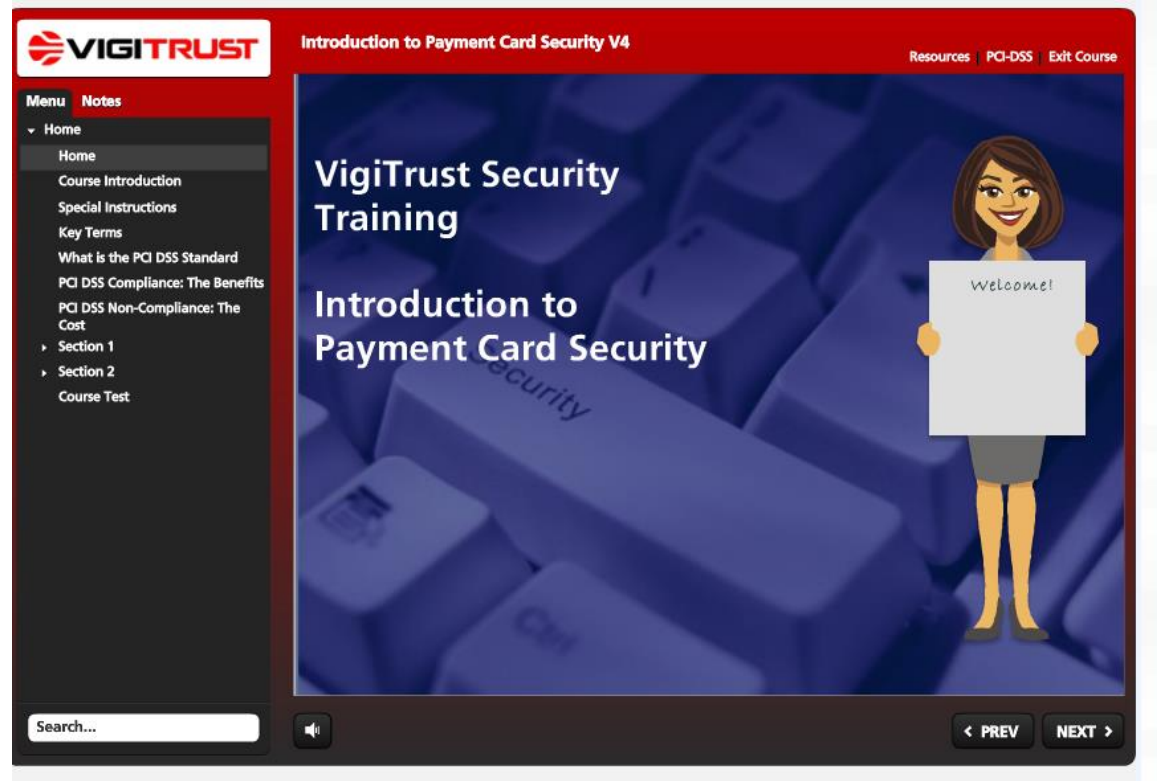 VIGITRUST
Introduction to Payment Card Security V4
Resources | PCI-DSS | Exit Course
Menu Notes
Home
Home
Course Introduction
Special Instructions
Key Terms
What is the PCI DSS Standard
PCI DSS Compliance: The Benefits
PCI DSS Non-Compliance: The
Cost
Section 1
Section 2
Course Test
Search...
VigiTrust Security
Training
Introduction to
Payment Card Security
Welcome!
Security
Ctrl
< PREV NEXT >